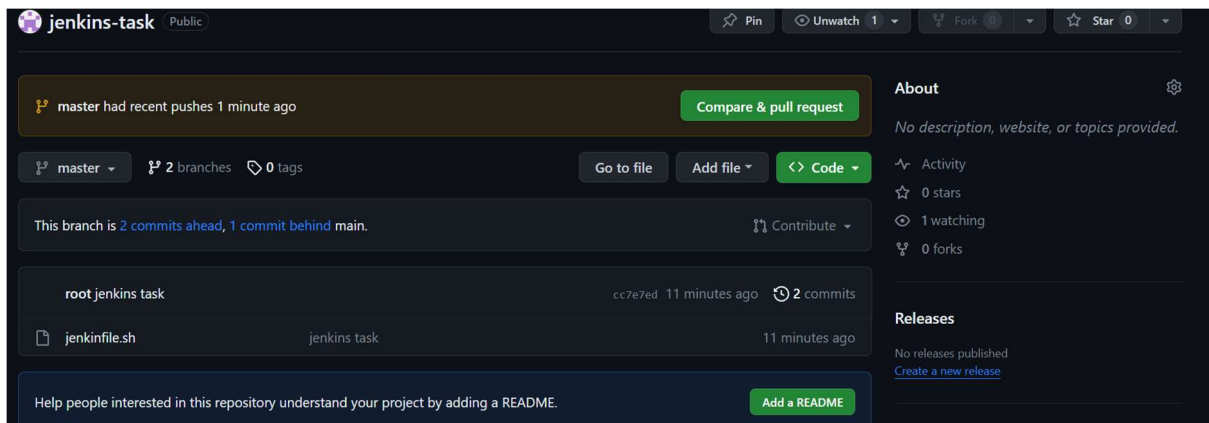 jenkins-task Public
Pin Unwatch 1 Fork 0 Star 0
master had recent pushes 1 minute ago Compare & pull request
master 2 branches 0 tags Go to file Add file <> Code
This branch is 2 commits ahead, 1 commit behind main. Contribute
root jenkins task cc7e7ed 11 minutes ago 2 commits
jenkinfile.sh jenkins task 11 minutes ago
Help people interested in this repository understand your project by adding a README. Add a README
About
No description, website, or topics provided.
Activity
0 stars
1 watching
0 forks
Releases
No releases published
Create a new release